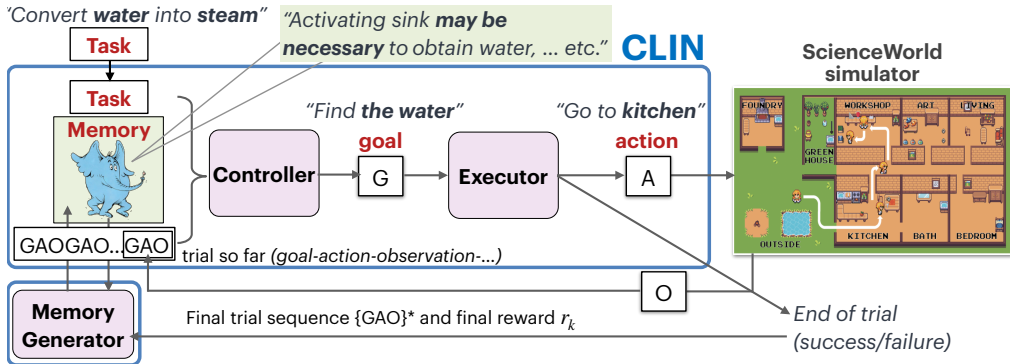 "Convert water into steam"
"Activating sink may be
necessary to obtain water, ... etc."
CLIN
Task
Task
Memory
ScienceWorld
simulator
"Find the water"
"Go to kitchen"
goal
action
Controller
G
Executor
A
FOUNDRY
WORKSHOP
ART
LIVING
GREEN
HOUSE
A
OUTSIDE
KITCHEN
BATH
BEDROOM
GAOGAO...GAO
trial so far (goal-action-observation-...)
O
Memory
Generator
Final trial sequence {GAO}* and final reward r_k
End of trial
(success/failure)